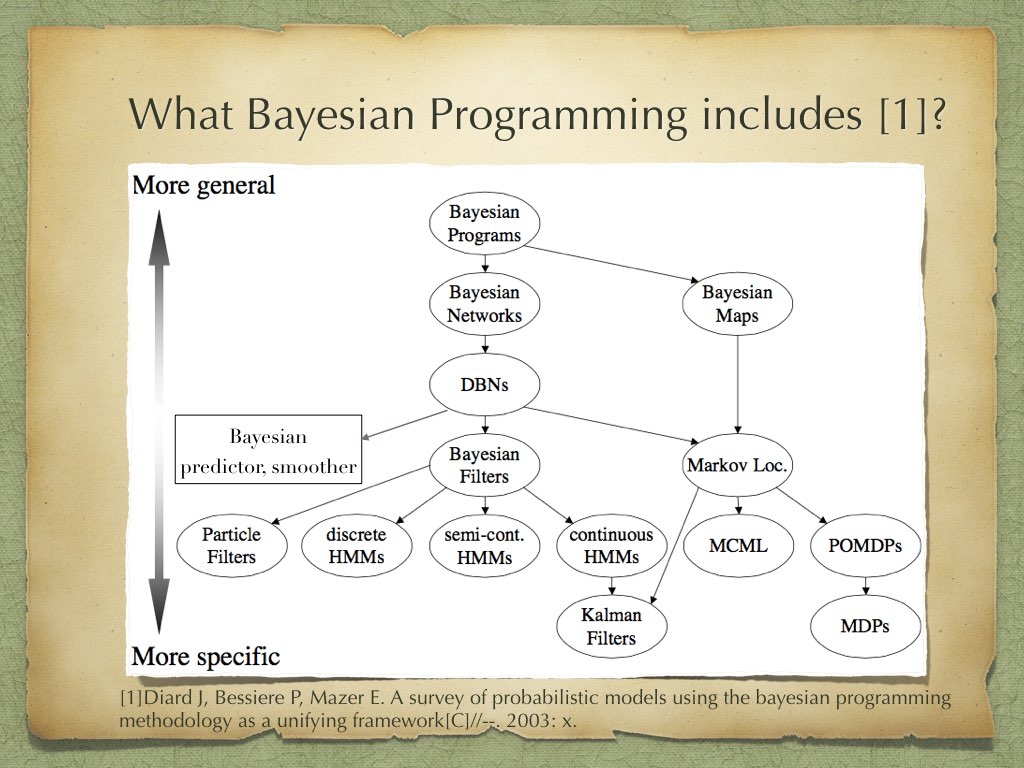 What Bayesian Programming includes [1]?
More general
Bayesian
Programs
Bayesian
Networks
Bayesian
Maps
DBNs
Bayesian
predictor, smoother
Bayesian
Filters
Markov Loc.
Particle
Filters
discrete
HMMs
semi-cont.
HMMs
continuous
HMMs
MCML
POMDPs
Kalman
Filters
MDPs
More specific
[1]Diard J, Bessiere P, Mazer E. A survey of probabilistic models using the bayesian programming
methodology as a unifying framework[C]//--. 2003: x.